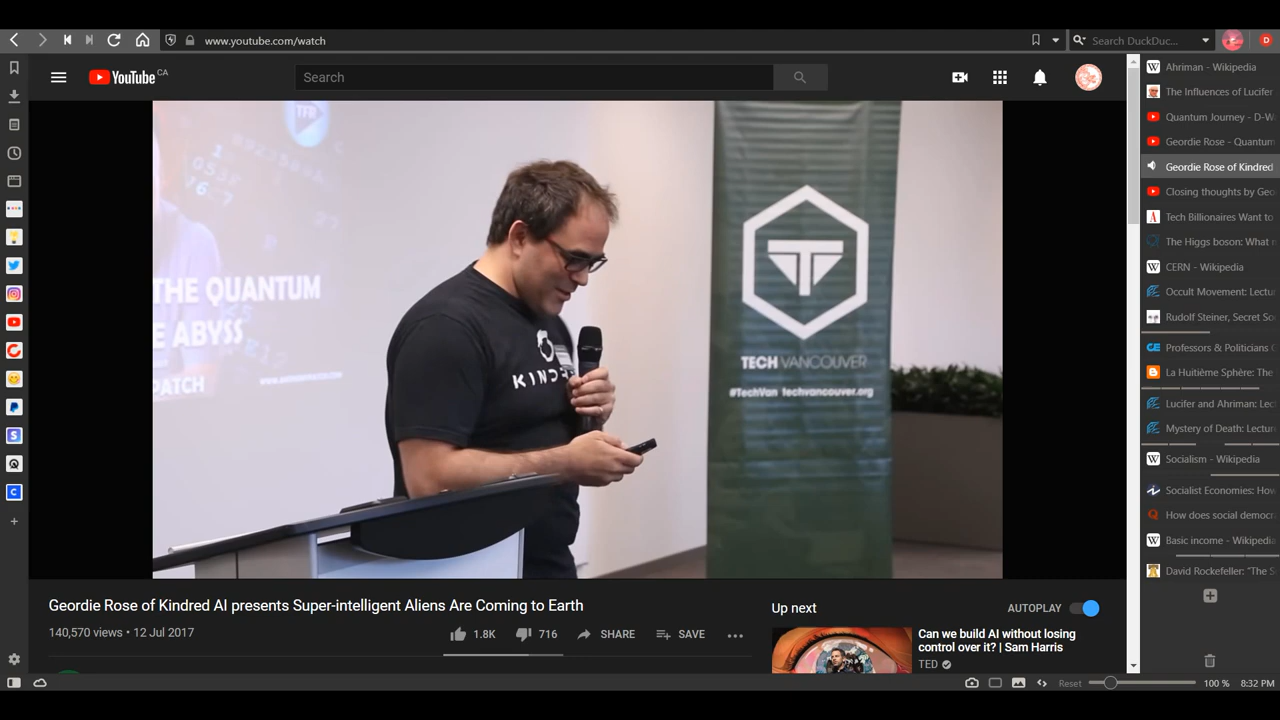 www.youtube.com/watch
Search DuckDuc...
D
YouTube CA
Search
TFR
THE QUANTUM
E ABYSS
PATCH
KINDRE
TECH VANCOUVER
#TechVan techvancouver.org
Geordie Rose of Kindred AI presents Super-intelligent Aliens Are Coming to Earth
140,570 views • 12 Jul 2017
1.8K
716
SHARE
SAVE
Up next
AUTOPLAY
Can we build AI without losing
control over it? | Sam Harris
TED
Ahriman - Wikipedia
The Influences of Lucifer
Quantum Journey - D-W
Geordie Rose - Quantum
Geordie Rose of Kindred
Closing thoughts by Geo
Tech Billionaires Want to
The Higgs boson: What
CERN - Wikipedia
Occult Movement: Lectu
Rudolf Steiner, Secret So
Professors & Politicians
La Huitième Sphère: The
Lucifer and Ahriman: Lec
Mystery of Death: Lectur
Socialism - Wikipedia
Socialist Economies: How
How does social democr
Basic income - Wikipedia
David Rockefeller: "The S
Reset
100 %
8:32 PM